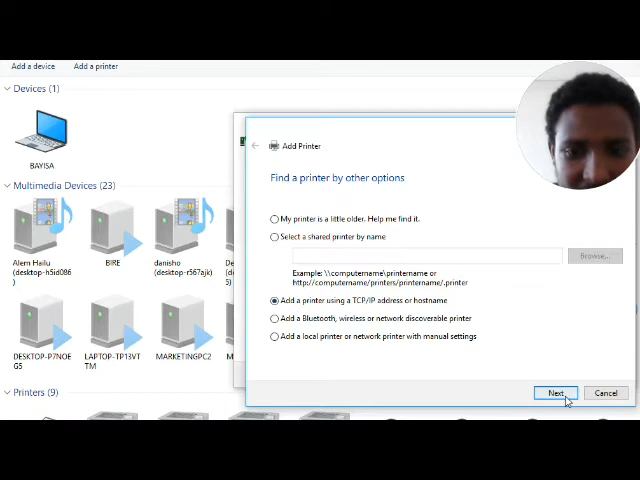 Add a device
Add a printer
Devices (1)
BAYISA
Multimedia Devices (23)
Alem Hailu
(desktop-h5id086
)
BIRE
danisho
(desktop-r567ajk)
DESKTOP-P7NOE
G5
LAPTOP-TP13VT
TM
MARKETINGPC2
Printers (9)
Add Printer
Find a printer by other options
My printer is a little older. Help me find it.
Select a shared printer by name
Browse...
Example: \\computername\printername or
http://computername/printers/printername/.printer
Add a printer using a TCP/IP address or hostname
Add a Bluetooth, wireless or network discoverable printer
Add a local printer or network printer with manual settings
Next
Cancel